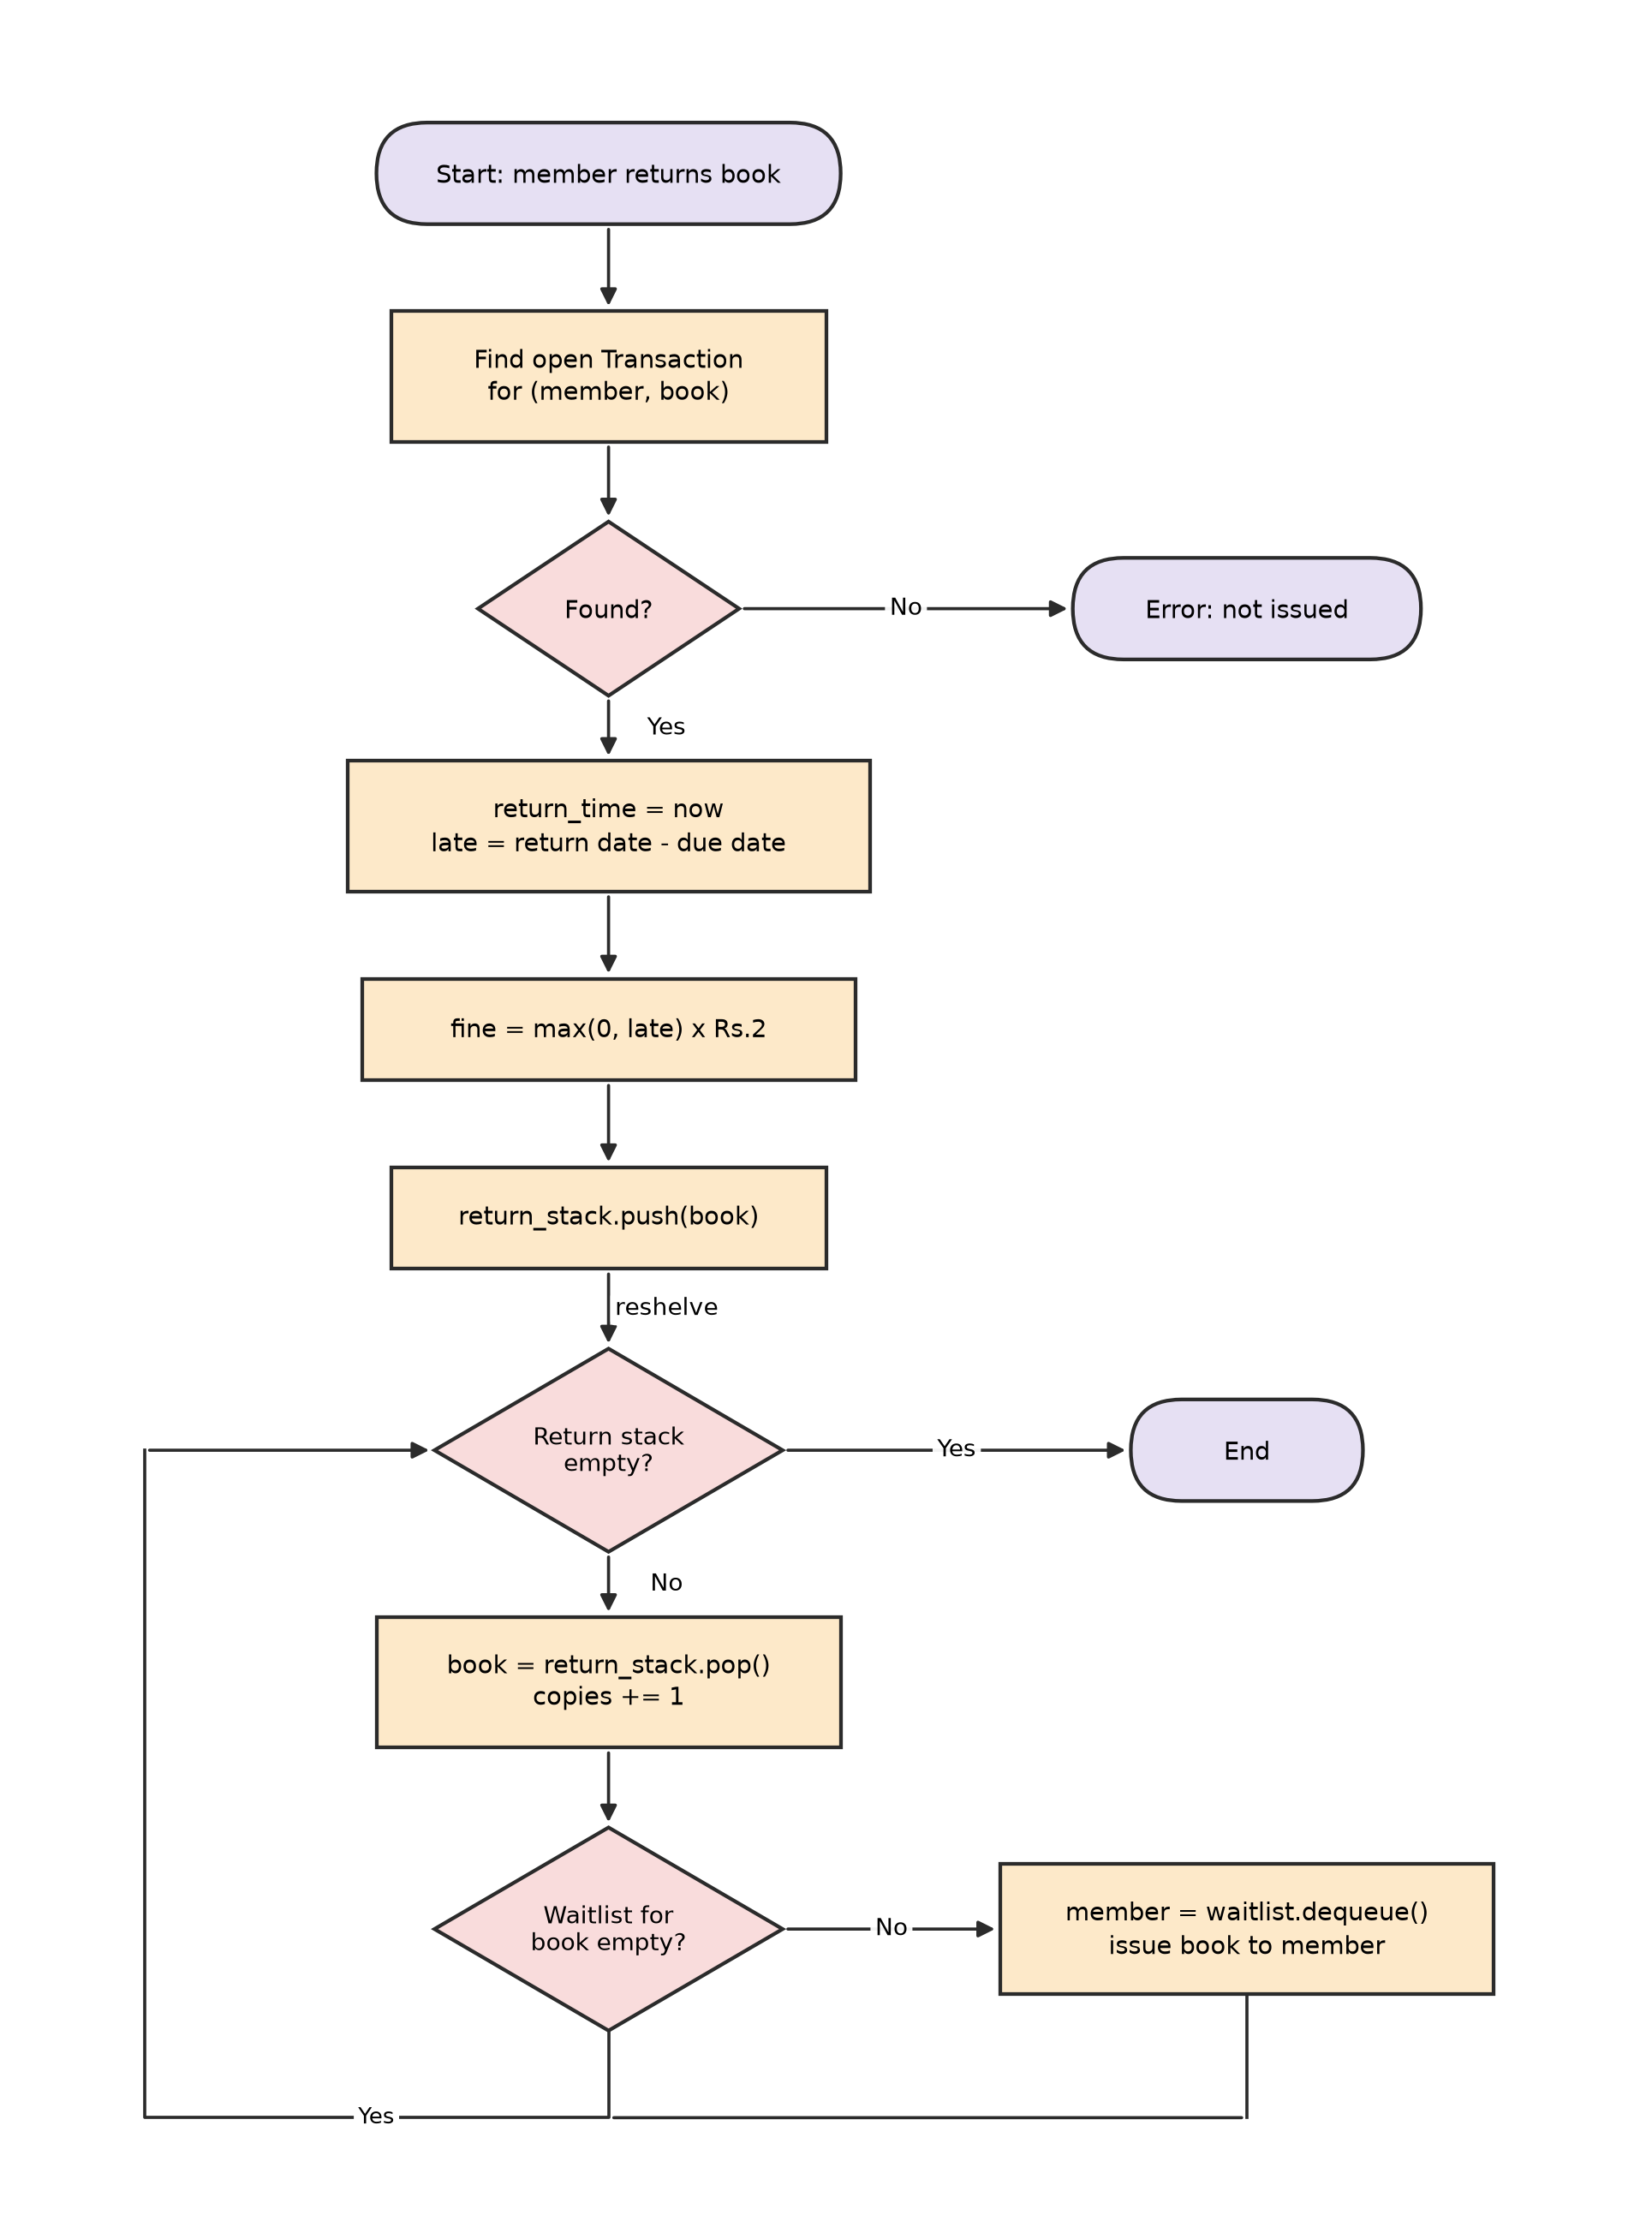 Start: member returns book
Find open Transaction
for (member, book)
Found?
No
Error: not issued
Yes
return_time = now
late = return date - due date
fine = max(0, late) x Rs.2
return_stack.push(book)
reshelve
Return stack
empty?
Yes
End
No
book = return_stack.pop()
copies += 1
Waitlist for
book empty?
No
member = waitlist.dequeue()
issue book to member
Yes